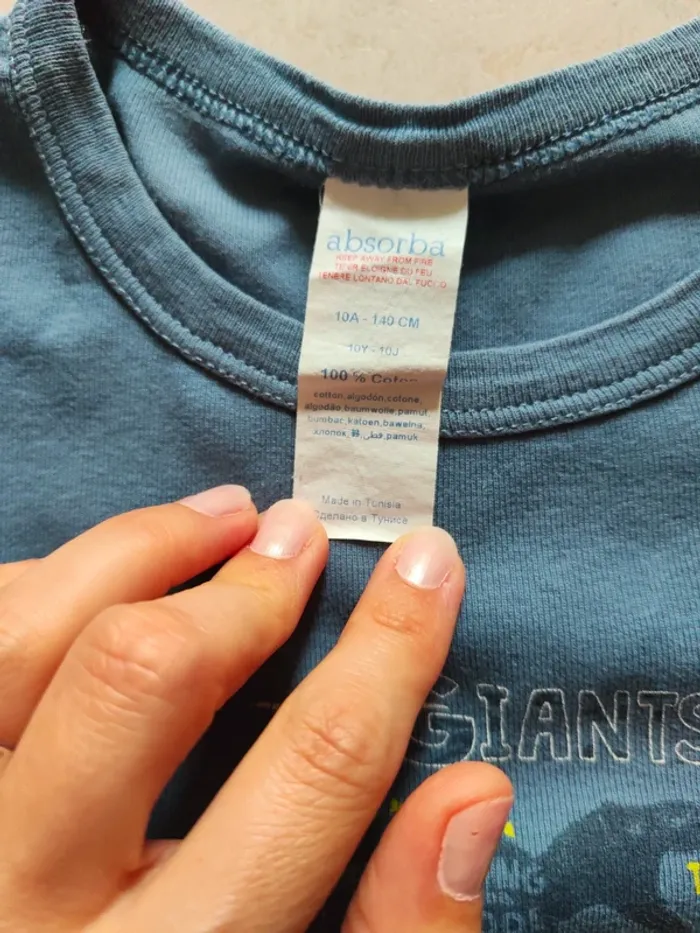 absorba
KEEP AWAY FROM FIRE
TENIR ELOIGNE DU FEU
TENERE LONTANO DAL FUOCO
10A - 140 CM
10Y - 10J
100 % Coton
cotton,algodón,cotone,
algodão,baumwolle,pamut,
bumbac,katoen,bawełna,
хлопок,棉,قطن,pamuk
Made in Tunisia
Сделано в Тунисе
GIANTS